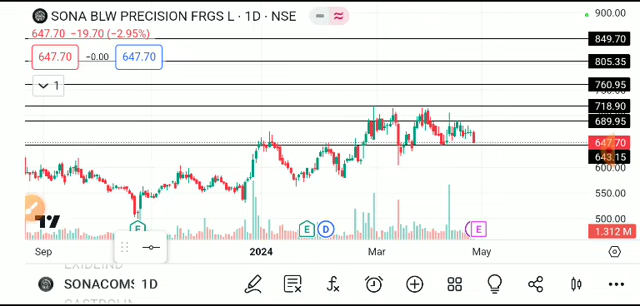 SONA BLW PRECISION FRGS L · 1D · NSE
647.70 −19.70 (−2.95%)
647.70 −0.00 647.70
1
900.00
849.70
805.35
760.95
718.90
689.95
647.70
643.15
600.00
550.00
500.00
1.312 M
E
E
D
E
Sep
2024
Mar
May
SONACOMS 1D